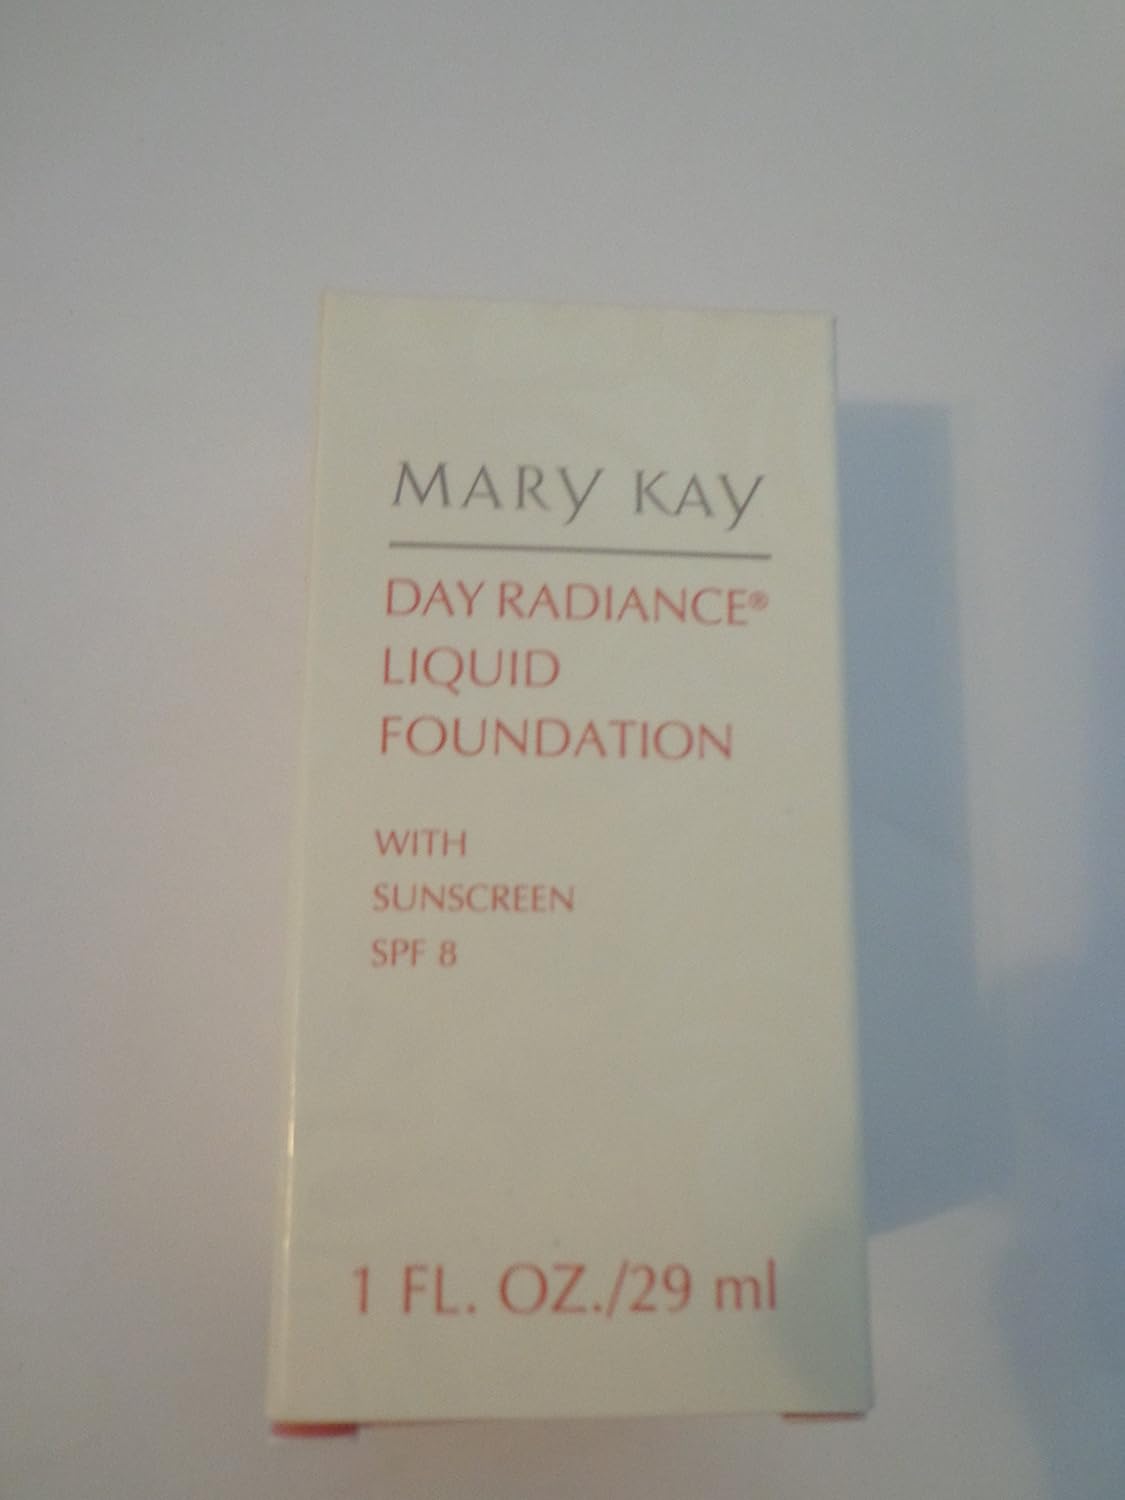 MARY KAY
DAY RADIANCE®
LIQUID
FOUNDATION
WITH
SUNSCREEN
SPF 8
1 FL. OZ./29 ml